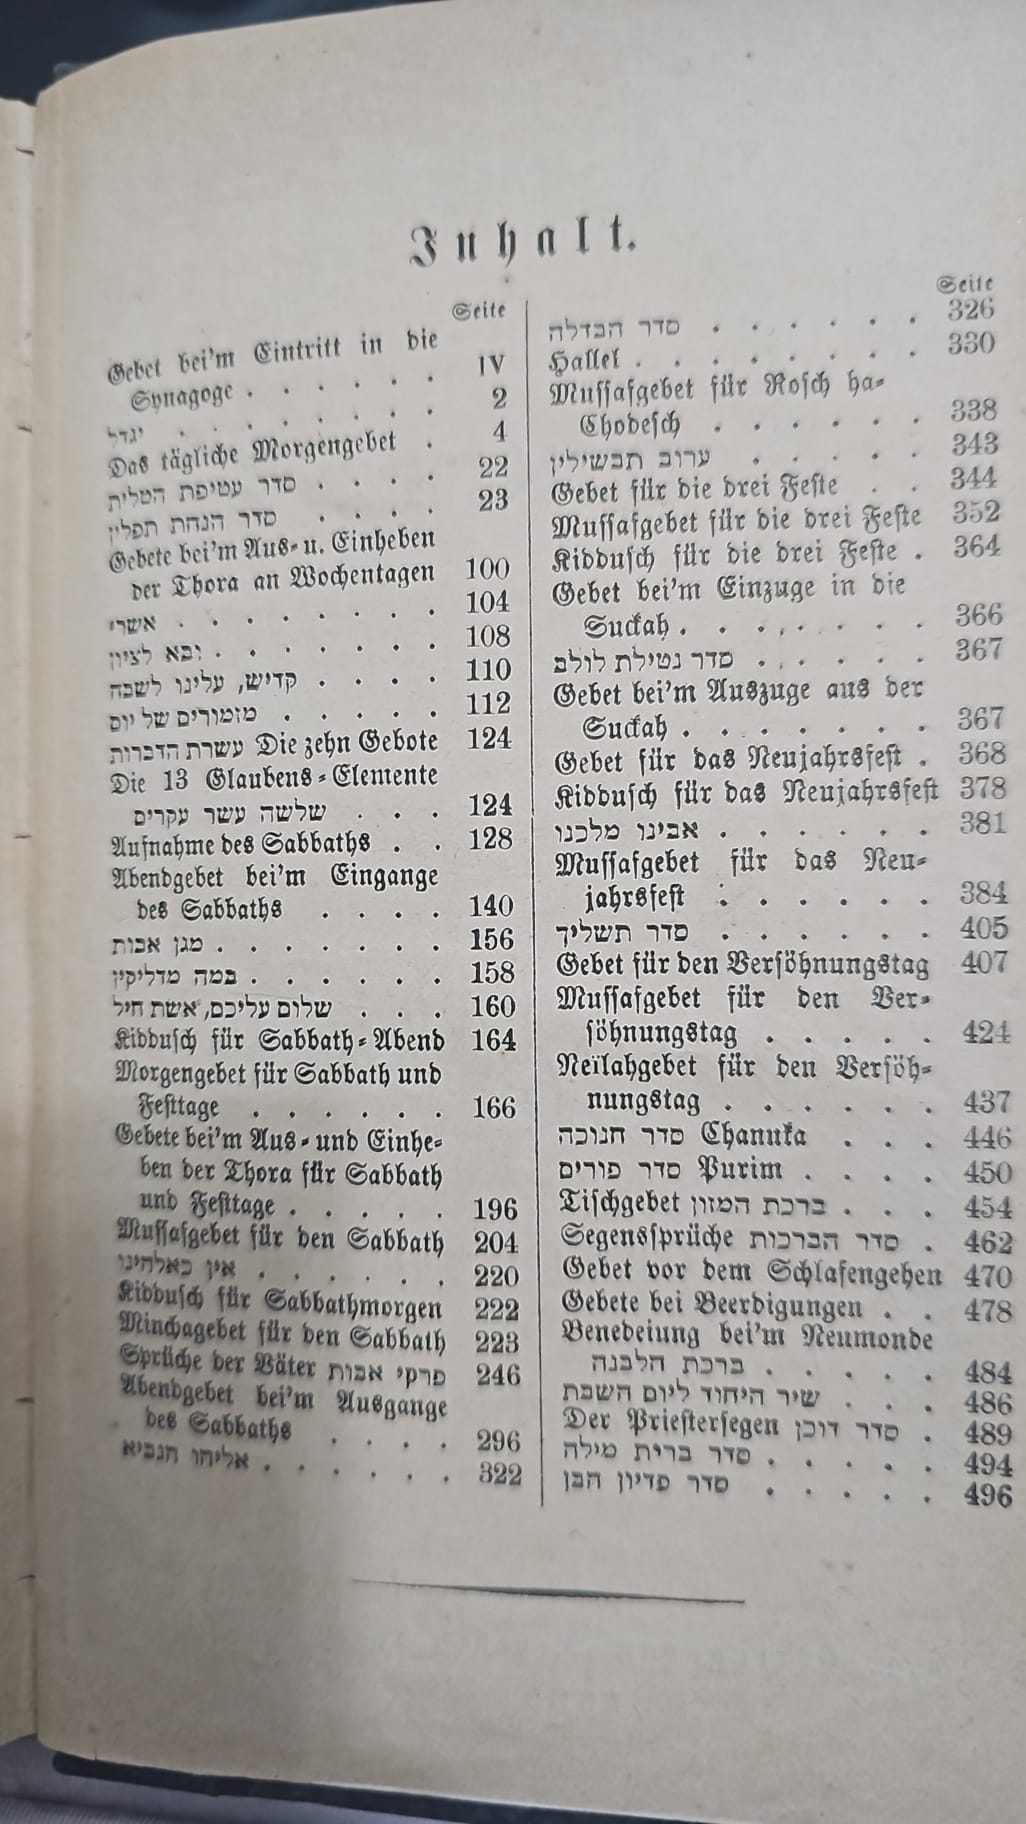 Inhalt.
Seite
Gebet bei'm Eintritt in die
Synagoge . . . . . . IV
יגדל . . . . . . . 2
Das tägliche Morgengebet . 4
סדר עטיפת הטלית . . . . 22
סדר הנחת תפלין . . . . 23
Gebete bei'm Aus- u. Einheben
der Thora an Wochentagen 100
אשרי . . . . . . . 104
ובא לציון . . . . . . 108
קדיש, עלינו לשבח . . . . 110
מזמורים של יום . . . . . 112
עשרת הדברות Die zehn Gebote 124
Die 13 Glaubens-Elemente
שלשה עשר עקרים . . . 124
Aufnahme des Sabbaths . . 128
Abendgebet bei'm Eingange
des Sabbaths . . . . 140
מגן אבות . . . . . . 156
במה מדליקין . . . . . 158
שלום עליכם, אשת חיל . . . 160
Kiddusch für Sabbath-Abend 164
Morgengebet für Sabbath und
Festtage . . . . . . 166
Gebete bei'm Aus- und Einhe-
ben der Thora für Sabbath
und Festtage . . . . . 196
Mussafgebet für den Sabbath 204
אין כאלהינו . . . . . . 220
Kiddusch für Sabbathmorgen 222
Minchagebet für den Sabbath 223
Sprüche der Väter פרקי אבות 246
Abendgebet bei'm Ausgange
des Sabbaths . . . . 296
אליהו הנביא . . . . . . 322
Seite
סדר הבדלה . . . . . . 326
Hallel . . . . . . . . 330
Mussafgebet für Rosch ha-
Chodesch . . . . . . 338
ערוב תבשילין . . . . . 343
Gebet für die drei Feste . . 344
Mussafgebet für die drei Feste 352
Kiddusch für die drei Feste . 364
Gebet bei'm Einzuge in die
Suckah . . . . . . . 366
סדר נטילת לולב . . . . . 367
Gebet bei'm Auszuge aus der
Suckah . . . . . . . 367
Gebet für das Neujahrsfest . 368
Kiddusch für das Neujahrsfest 378
אבינו מלכנו . . . . . . 381
Mussafgebet für das Neu-
jahrsfest . . . . . . 384
סדר תשליך . . . . . . 405
Gebet für den Versöhnungstag 407
Mussafgebet für den Ver-
söhnungstag . . . . . 424
Neïlahgebet für den Versöh-
nungstag . . . . . . 437
סדר חנוכה Chanuka . . . 446
סדר פורים Purim . . . . 450
Tischgebet ברכת המזון . . . 454
Segenssprüche סדר הברכות . 462
Gebet vor dem Schlafengehen 470
Gebete bei Beerdigungen . . 478
Benedeiung bei'm Neumonde
ברכת הלבנה . . . . . 484
שיר היחוד ליום השבת . . . 486
Der Priestersegen סדר דוכן . 489
סדר ברית מילה . . . . . 494
סדר פדיון הבן . . . . . 496